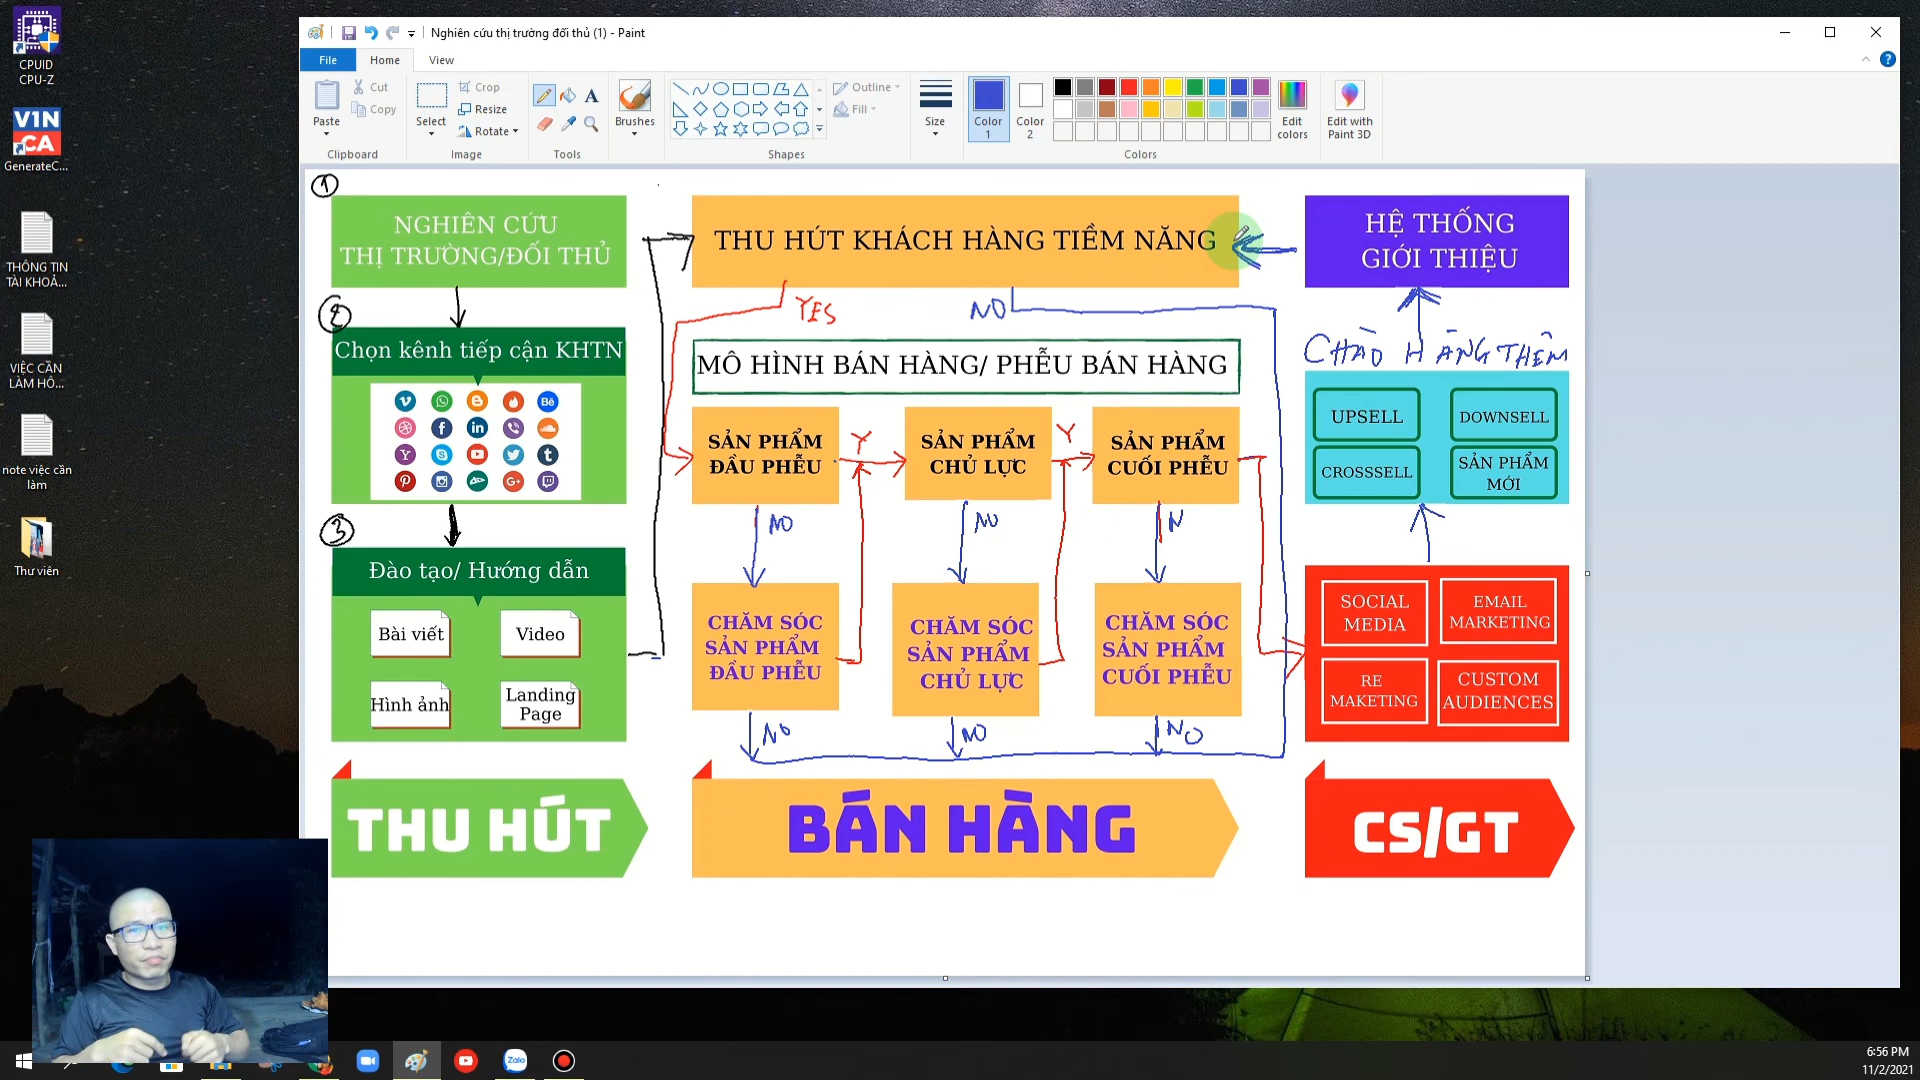 CPUID
CPU-Z
V1N
CA
GenerateC...
THÔNG TIN
TÀI KHOẢ...
VIỆC CẦN
LÀM HÔ...
note việc cần
làm
Thư viên
Nghiên cứu thị trường đối thủ (1) - Paint
File
Home
View
Paste
Cut
Copy
Clipboard
Select
Crop
Resize
Rotate
Image
Tools
Brushes
Shapes
Outline
Fill
Size
Color
1
Color
2
Edit
colors
Edit with
Paint 3D
Colors
1
NGHIÊN CỨU
THỊ TRƯỜNG/ĐỐI THỦ
2
Chọn kênh tiếp cận KHTN
3
Đào tạo/ Hướng dẫn
Bài viết
Video
Hình ảnh
Landing
Page
THU HÚT
THU HÚT KHÁCH HÀNG TIỀM NĂNG
YES
NO
MÔ HÌNH BÁN HÀNG/ PHỄU BÁN HÀNG
SẢN PHẨM
ĐẦU PHỄU
Y
SẢN PHẨM
CHỦ LỰC
Y
SẢN PHẨM
CUỐI PHỄU
NO
NO
N
CHĂM SÓC
SẢN PHẨM
ĐẦU PHỄU
CHĂM SÓC
SẢN PHẨM
CHỦ LỰC
CHĂM SÓC
SẢN PHẨM
CUỐI PHỄU
NO
NO
NO
BÁN HÀNG
HỆ THỐNG
GIỚI THIỆU
CHÀO HÀNG THÊM
UPSELL
DOWNSELL
CROSSSELL
SẢN PHẨM
MỚI
SOCIAL
MEDIA
EMAIL
MARKETING
RE
MAKETING
CUSTOM
AUDIENCES
CS/GT
Zalo
6:56 PM
11/2/2021